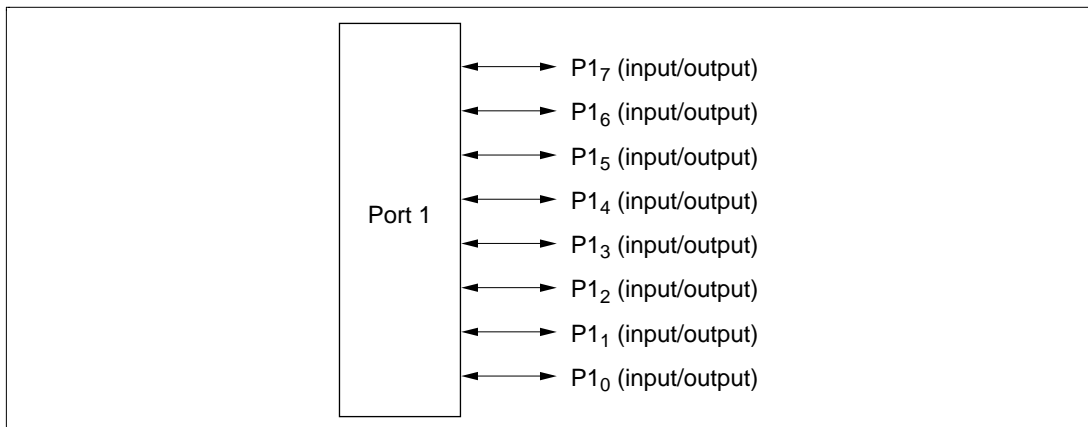 P1₇ (input/output)
P1₆ (input/output)
P1₅ (input/output)
P1₄ (input/output)
Port 1
P1₃ (input/output)
P1₂ (input/output)
P1₁ (input/output)
P1₀ (input/output)